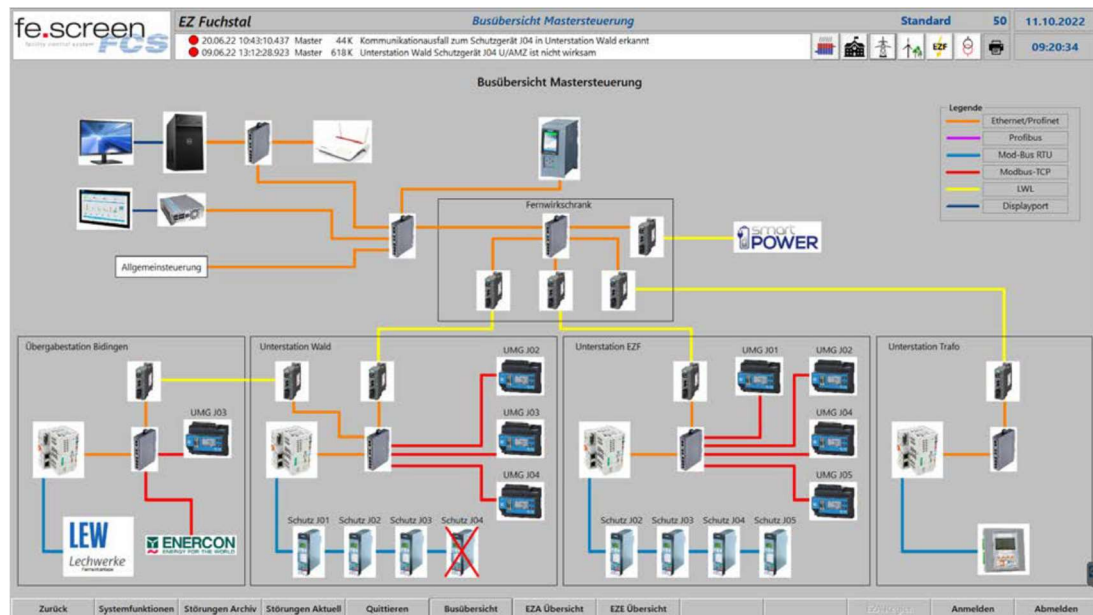 fe.screen
facility control system FCS
EZ Fuchstal
Busübersicht Mastersteuerung
Standard
50
11.10.2022
20.06.22 10:43:10.437 Master 44 K Kommunikationausfall zum Schutzgerät J04 in Unterstation Wald erkannt
09.06.22 13:12:28.923 Master 618 K Unterstation Wald Schutzgerät J04 U/AMZ ist nicht wirksam
EZF
09:20:34
Busübersicht Mastersteuerung
Legende
Ethernet/Profinet
Profibus
Mod-Bus RTU
Modbus-TCP
LWL
Displayport
Fernwirkschrank
smart
POWER
Allgemeinsteuerung
Übergabestation Bidingen
UMG J03
LEW
Lechwerke
ENERCON
ENERGY FOR THE WORLD
Unterstation Wald
UMG J02
UMG J03
UMG J04
Schutz J01
Schutz J02
Schutz J03
Schutz J04
Unterstation EZF
UMG J01
UMG J02
UMG J04
UMG J05
Schutz J02
Schutz J03
Schutz J04
Schutz J05
Unterstation Trafo
Zurück
Systemfunktionen
Störungen Archiv
Störungen Aktuell
Quittieren
Busübersicht
EZA Übersicht
EZE Übersicht
Anmelden
Abmelden